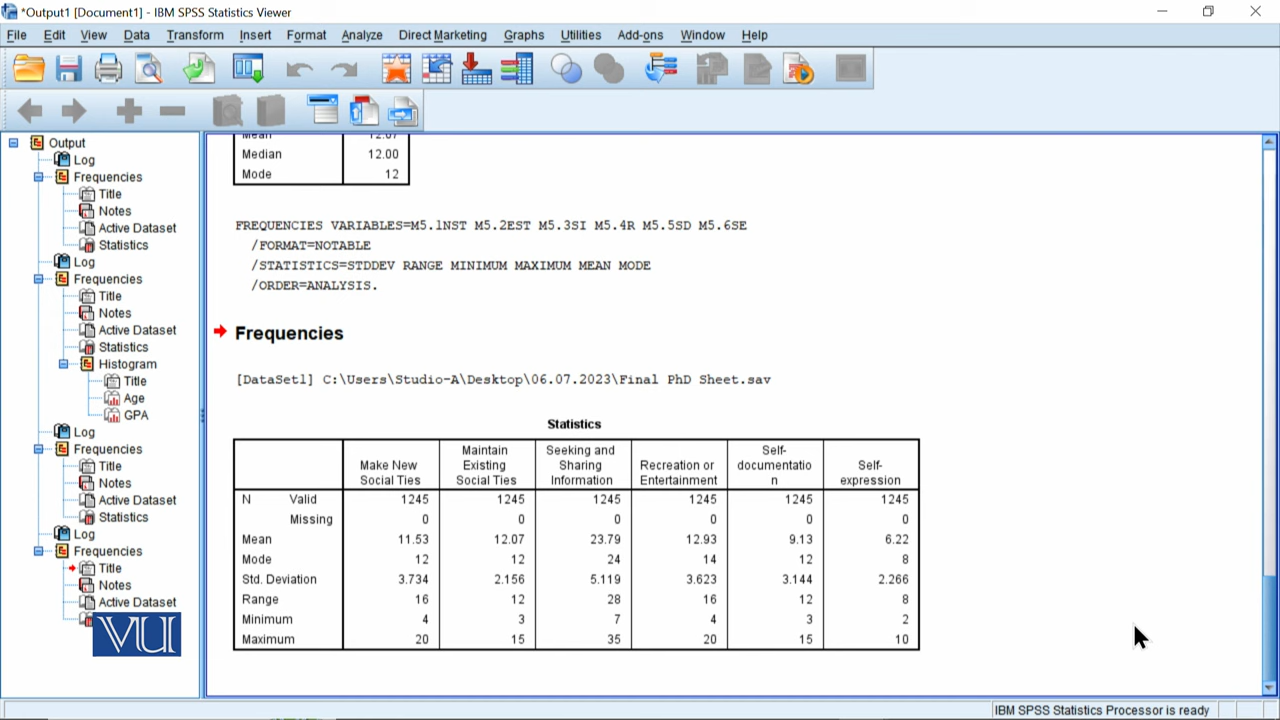 *Output1 [Document1] - IBM SPSS Statistics Viewer
File Edit View Data Transform Insert Format Analyze Direct Marketing Graphs Utilities Add-ons Window Help
Output
Log
Frequencies
Title
Notes
Active Dataset
Statistics
Log
Frequencies
Title
Notes
Active Dataset
Statistics
Histogram
Title
Age
GPA
Log
Frequencies
Title
Notes
Active Dataset
Statistics
Log
Frequencies
Title
Notes
Active Dataset
VU
Mean 12.07
Median 12.00
Mode 12
FREQUENCIES VARIABLES=M5.1NST M5.2EST M5.3SI M5.4R M5.5SD M5.6SE
/FORMAT=NOTABLE
/STATISTICS=STDDEV RANGE MINIMUM MAXIMUM MEAN MODE
/ORDER=ANALYSIS.
Frequencies
[DataSet1] C:\Users\Studio-A\Desktop\06.07.2023\Final PhD Sheet.sav
Statistics
Make New Social Ties Maintain Existing Social Ties Seeking and Sharing Information Recreation or Entertainment Self-documentatio n Self-expression
N Valid 1245 1245 1245 1245 1245 1245
Missing 0 0 0 0 0 0
Mean 11.53 12.07 23.79 12.93 9.13 6.22
Mode 12 12 24 14 12 8
Std. Deviation 3.734 2.156 5.119 3.623 3.144 2.266
Range 16 12 28 16 12 8
Minimum 4 3 7 4 3 2
Maximum 20 15 35 20 15 10
IBM SPSS Statistics Processor is ready